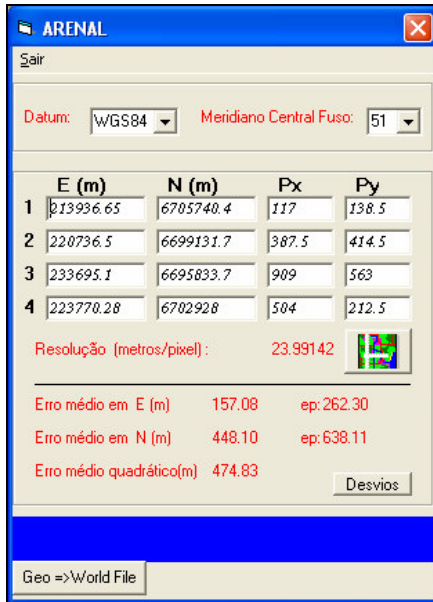 ARENAL
Sair
Datum: WGS84 Meridiano Central Fuso: 51
E (m) N (m) Px Py
1 213936.65 6705740.4 117 138.5
2 220736.5 6699131.7 387.5 414.5
3 233695.1 6695833.7 909 563
4 223770.28 6702928 504 212.5
Resolução (metros/pixel) : 23.99142
Erro médio em E (m) 157.08 ep:262.30
Erro médio em N (m) 448.10 ep:638.11
Erro médio quadrático(m) 474.83
Desvios
Geo =>World File